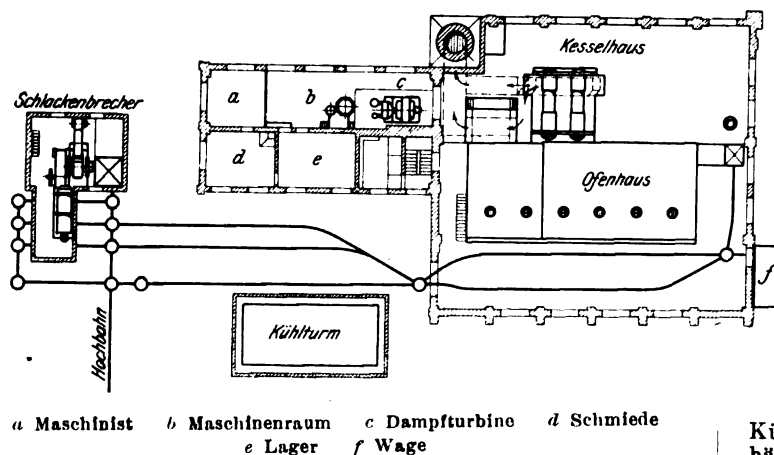 Kesselhaus
Schlackenbrecher
a
b
c
d
e
Ofenhaus
f
Kühlturm
Hochbahn
a Maschinist b Maschinenraum c Dampfturbine d Schmiede
e Lager f Wage